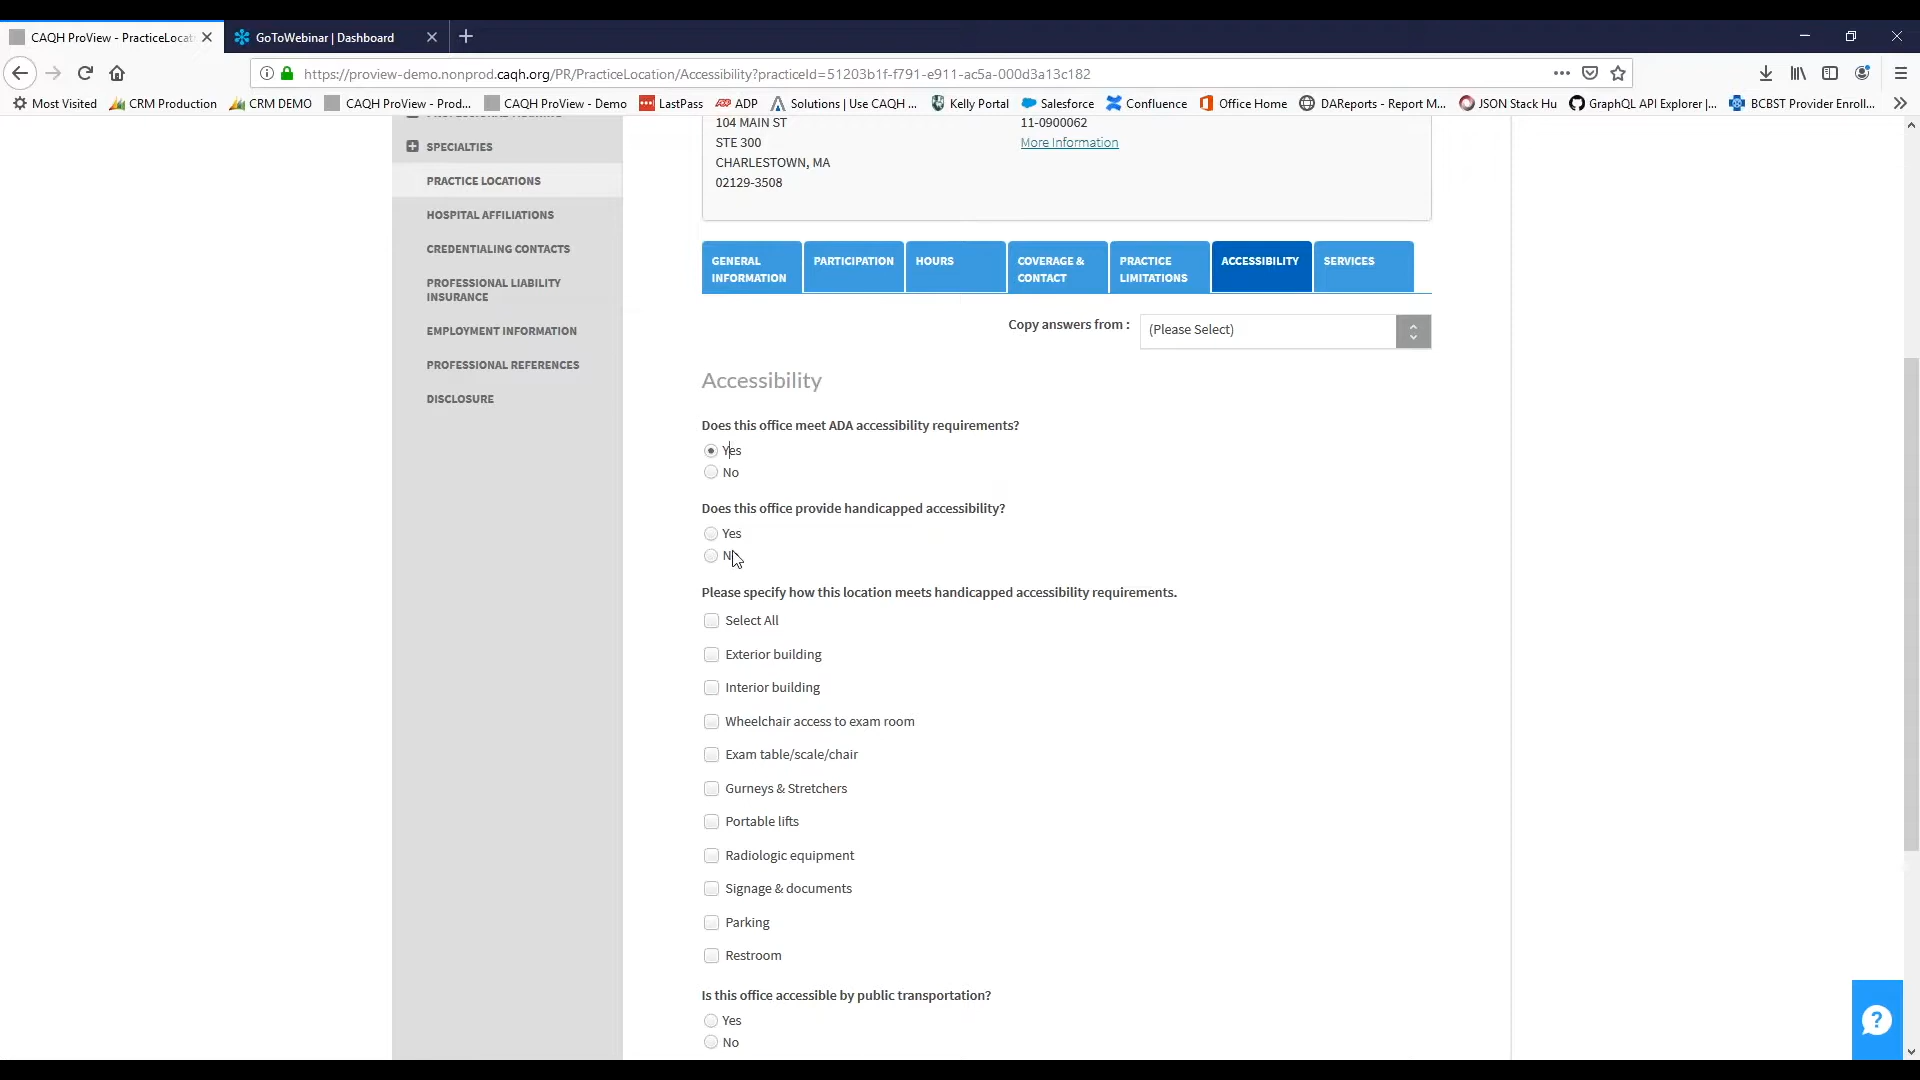 CAQH ProView - PracticeLocat
GoToWebinar | Dashboard
https://proview-demo.nonprod.caqh.org/PR/PracticeLocation/Accessibility?practiceId=51203b1f-f791-e911-ac5a-000d3a13c182
Most Visited
CRM Production
CRM DEMO
CAQH ProView - Prod...
CAQH ProView - Demo
LastPass
ADP
Solutions | Use CAQH ...
Kelly Portal
Salesforce
Confluence
Office Home
DAReports - Report M...
JSON Stack Hu
GraphQL API Explorer |...
BCBST Provider Enroll...
SPECIALTIES
PRACTICE LOCATIONS
HOSPITAL AFFILIATIONS
CREDENTIALING CONTACTS
PROFESSIONAL LIABILITY
INSURANCE
EMPLOYMENT INFORMATION
PROFESSIONAL REFERENCES
DISCLOSURE
104 MAIN ST
STE 300
CHARLESTOWN, MA
02129-3508
11-0900062
More Information
GENERAL
INFORMATION
PARTICIPATION
HOURS
COVERAGE &
CONTACT
PRACTICE
LIMITATIONS
ACCESSIBILITY
SERVICES
Copy answers from :
(Please Select)
Accessibility
Does this office meet ADA accessibility requirements?
Yes
No
Does this office provide handicapped accessibility?
Yes
Please specify how this location meets handicapped accessibility requirements.
Select All
Exterior building
Interior building
Wheelchair access to exam room
Exam table/scale/chair
Gurneys & Stretchers
Portable lifts
Radiologic equipment
Signage & documents
Parking
Restroom
Is this office accessible by public transportation?
Yes
No
?